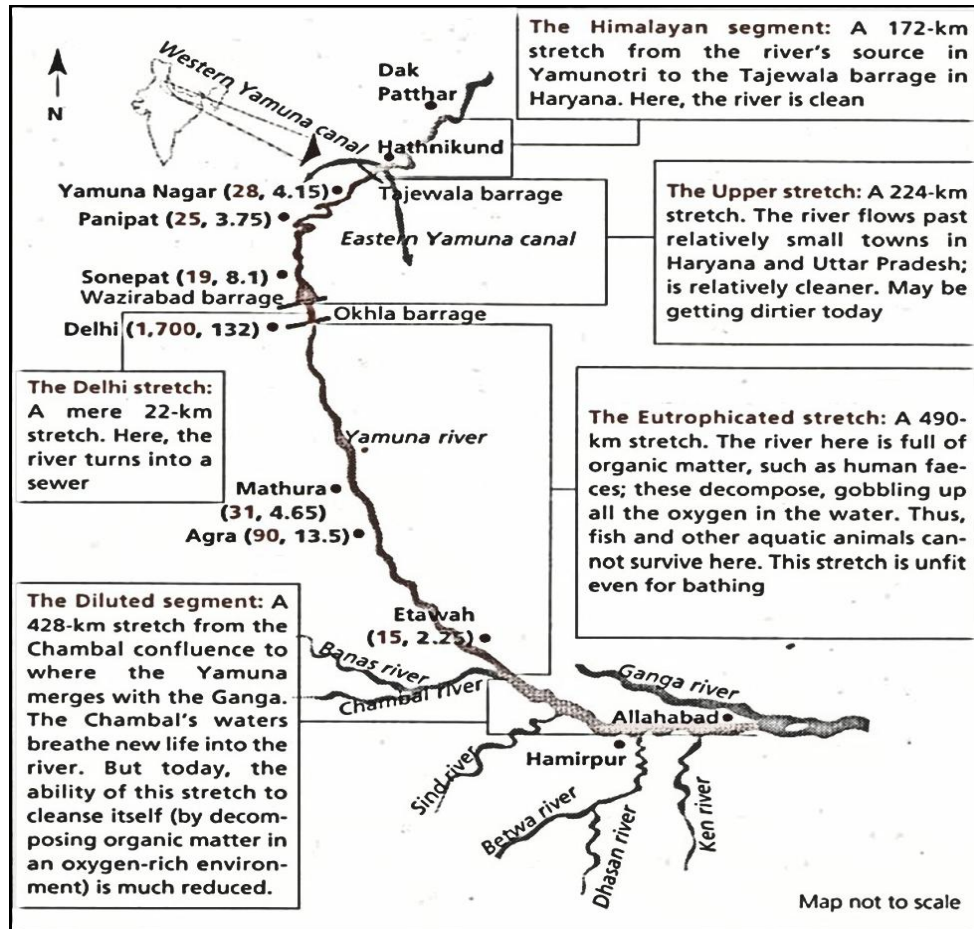 The Himalayan segment: A 172-km
stretch from the river's source in
Yamunotri to the Tajewala barrage in
Haryana. Here, the river is clean
N
Western Yamuna canal
Dak
Patthar
Hathnikund
Yamuna Nagar (28, 4.15)
Tajewala barrage
Panipat (25, 3.75)
Eastern Yamuna canal
The Upper stretch: A 224-km
stretch. The river flows past
relatively small towns in
Haryana and Uttar Pradesh;
is relatively cleaner. May be
getting dirtier today
Sonepat (19, 8.1)
Wazirabad barrage
Okhla barrage
Delhi (1,700, 132)
The Delhi stretch:
A mere 22-km
stretch. Here, the
river turns into a
sewer
Yamuna river
The Eutrophicated stretch: A 490-
km stretch. The river here is full of
organic matter, such as human fae-
ces; these decompose, gobbling up
all the oxygen in the water. Thus,
fish and other aquatic animals can-
not survive here. This stretch is unfit
even for bathing
Mathura
(31, 4.65)
Agra (90, 13.5)
Etawah
(15, 2.25)
The Diluted segment: A
428-km stretch from the
Chambal confluence to
where the Yamuna
merges with the Ganga.
The Chambal's waters
breathe new life into the
river. But today, the
ability of this stretch to
cleanse itself (by decom-
posing organic matter in
an oxygen-rich environ-
ment) is much reduced.
Banas river
Chambal river
Ganga river
Allahabad
Hamirpur
Sind river
Betwa river
Dhasan river
Ken river
Map not to scale